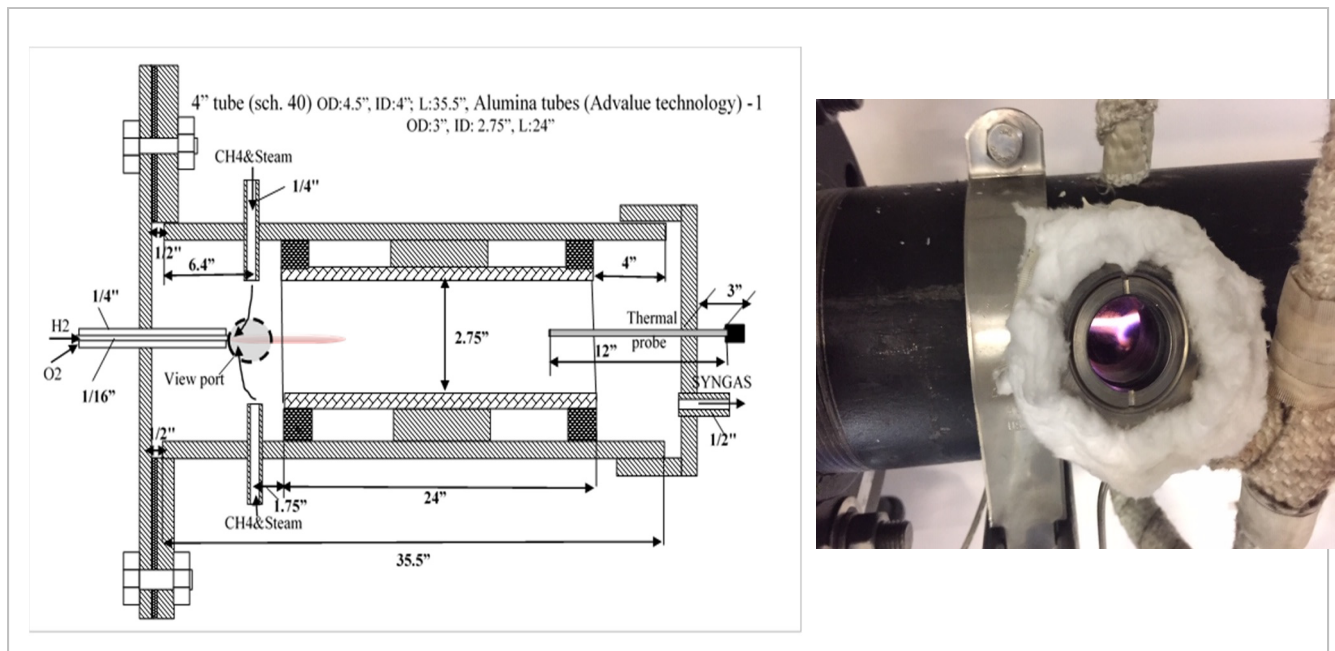 4” tube (sch. 40) OD:4.5”, ID:4”; L:35.5”, Alumina tubes (Advalue technology) -1
OD:3”, ID: 2.75”, L:24”
CH4&Steam
1/4"
1/2"
6.4”
4”
3”
1/4"
H2
O2
1/16”
View port
2.75”
Thermal
probe
12”
SYNGAS
1/2"
1/2"
1.75”
24”
CH4&Steam
35.5”